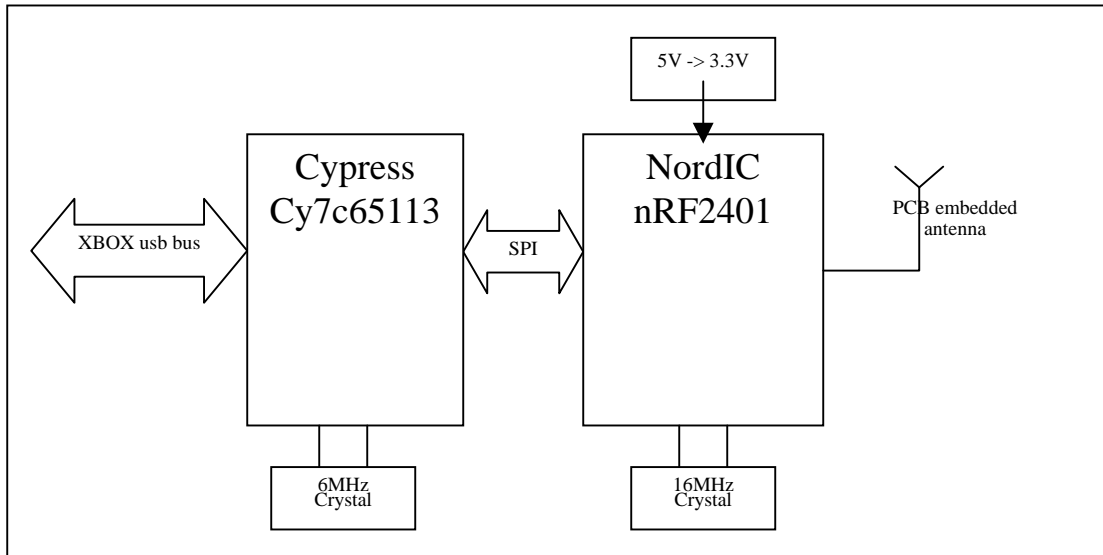 5V -> 3.3V
Cypress
Cy7c65113
NordIC
nRF2401
PCB embedded
antenna
XBOX usb bus
SPI
6MHz
Crystal
16MHz
Crystal